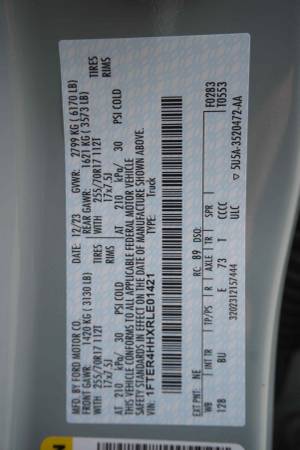 MFD. BY FORD MOTOR CO. 12/23 GVWR: 2799 KG (6170 LB)
FRONT GAWR: 1420 KG (3130 LB) REAR GAWR: 1621 KG (3573 LB)
WITH 255/70R17 112T TIRES WITH 255/70R17 112T TIRES
17x7.5J RIMS 17x7.5J RIMS
AT 210 kPa/ 30 PSI COLD AT 210 kPa/ 30 PSI COLD
THIS VEHICLE CONFORMS TO ALL APPLICABLE FEDERAL MOTOR VEHICLE
SAFETY STANDARDS IN EFFECT ON THE DATE OF MANUFACTURE SHOWN ABOVE.
VIN: 1FTER4HHXRLE01421
TYPE: Truck
F0283
T0553
EXT PNT: NE RC: 89 DSO:
WB INT TR TP/PS R AXLE TR SPR
128 BU E 73 T CCUT
ULC
3202312157444
5U5A-3520472-AA